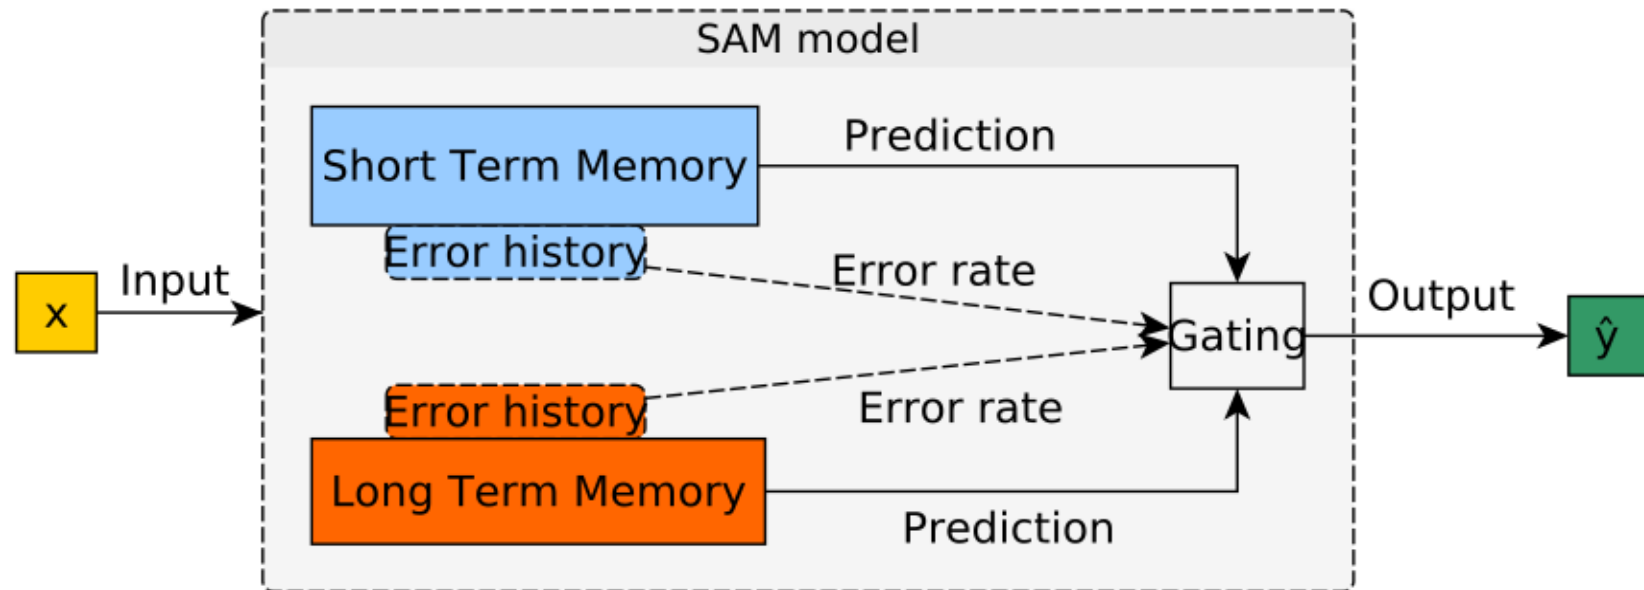 SAM model
Short Term Memory
Prediction
Error history
Error rate
Input
x
Gating
Output
ŷ
Error history
Error rate
Long Term Memory
Prediction